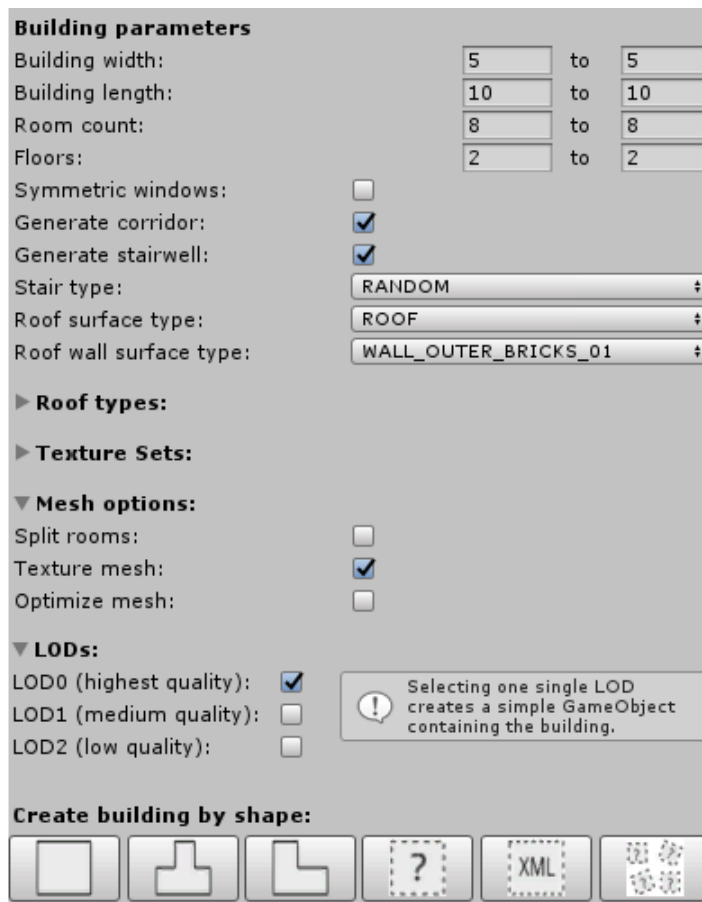 Building parameters
Building width: 5 to 5
Building length: 10 to 10
Room count: 8 to 8
Floors: 2 to 2
Symmetric windows:
Generate corridor:
Generate stairwell:
Stair type: RANDOM
Roof surface type: ROOF
Roof wall surface type: WALL_OUTER_BRICKS_01
Roof types:
Texture Sets:
Mesh options:
Split rooms:
Texture mesh:
Optimize mesh:
LODs:
LOD0 (highest quality):
LOD1 (medium quality):
LOD2 (low quality):
Selecting one single LOD
creates a simple GameObject
containing the building.
Create building by shape:
? XML ? ? ? ?